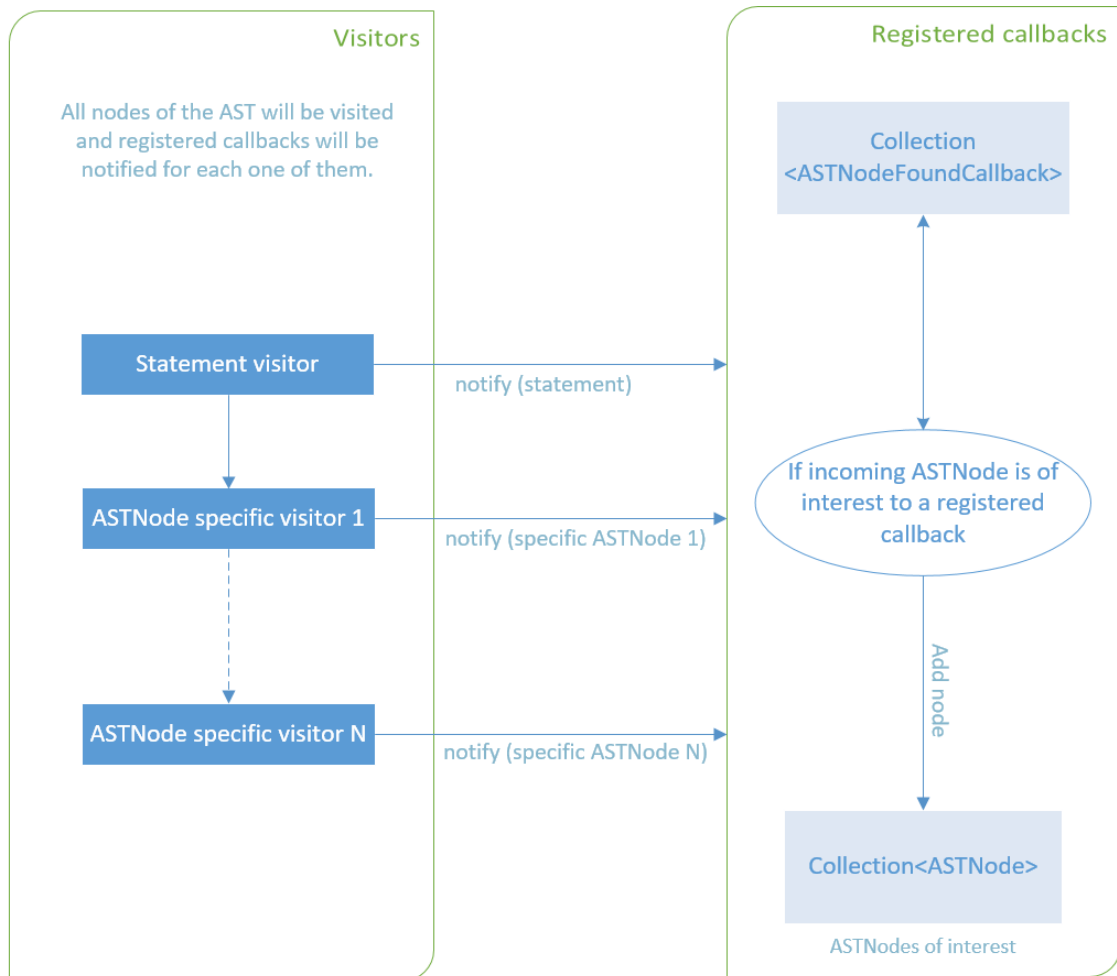 Visitors
All nodes of the AST will be visited
and registered callbacks will be
notified for each one of them.
Statement visitor
notify (statement)
ASTNode specific visitor 1
notify (specific ASTNode 1)
ASTNode specific visitor N
notify (specific ASTNode N)
Registered callbacks
Collection
<ASTNodeFoundCallback>
If incoming ASTNode is of
interest to a registered
callback
Add node
Collection<ASTNode>
ASTNodes of interest